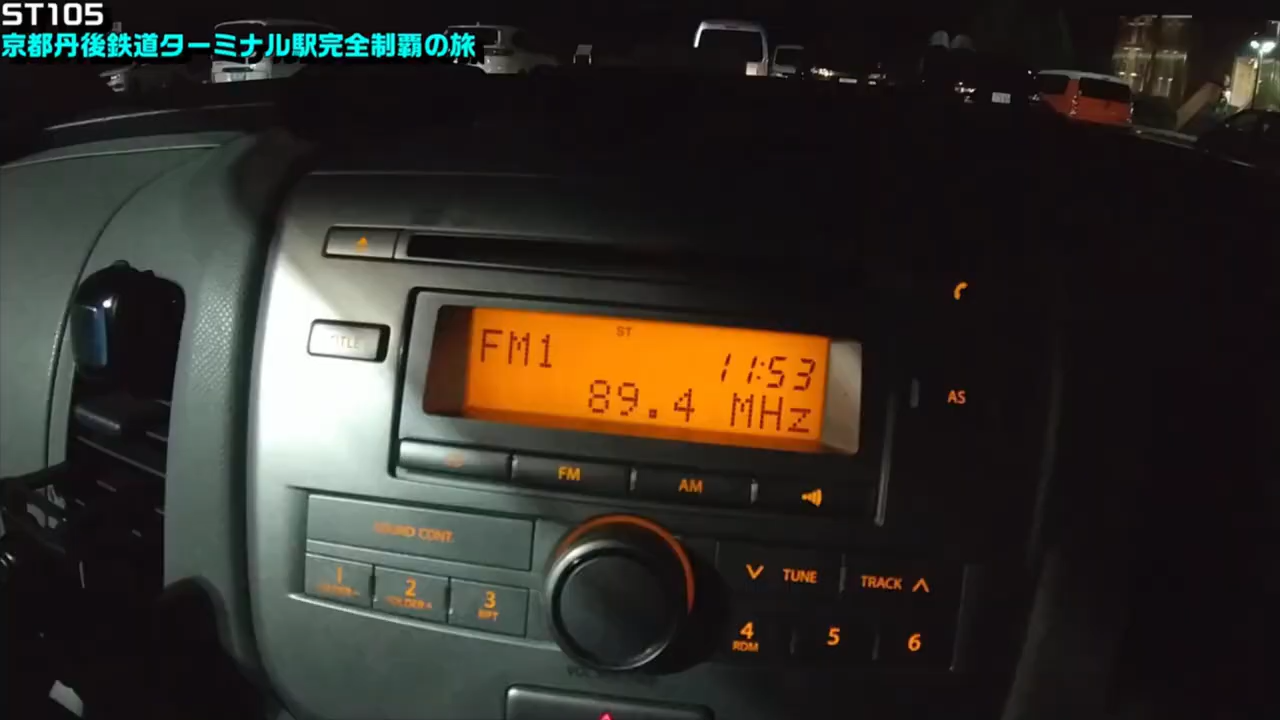 ST105
京都丹後鉄道ターミナル駅完全制覇の旅
TITLE
ST
FM1
11:53
89.4 MHz
AS
FM
AM
SOUND CONT.
TUNE
TRACK
1
2
3
FOLDER
RPT
4
RDM
5
6